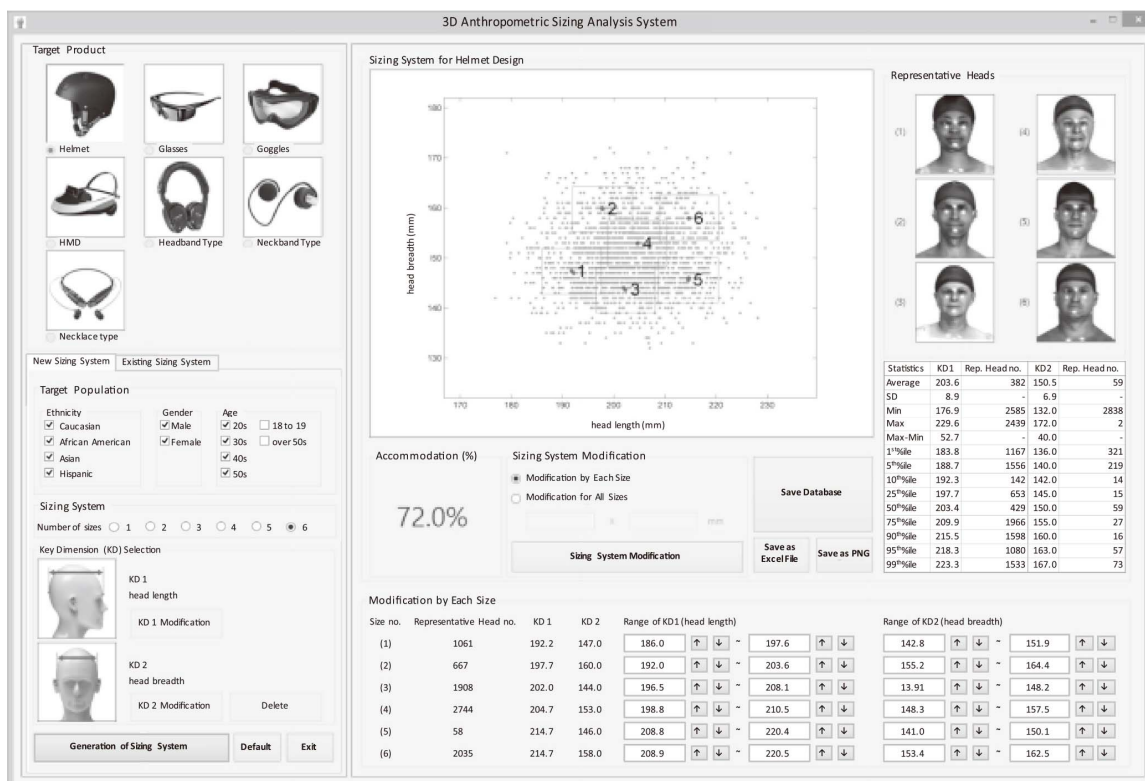 3D Anthropometric Sizing Analysis System
Target Product
Helmet Glasses Goggles
HMD Headband Type Neckband Type
Necklace type
New Sizing System Existing Sizing System
Target Population
Ethnicity Gender Age
Caucasian Male 20s 18 to 19
African American Female 30s over 50s
Asian 40s
Hispanic 50s
Sizing System
Number of sizes 1 2 3 4 5 6
Key Dimension (KD) Selection
KD 1
head length
KD 1 Modification
KD 2
head breadth
KD 2 Modification Delete
Generation of Sizing System Default Exit
Sizing System for Helmet Design
180
170
160
150
140
130
head breadth (mm)
2
6
4
1
5
3
170 180 190 200 210 220 230
head length (mm)
Representative Heads
(1) (4)
(2) (5)
(3) (6)
Statistics KD1 Rep. Head no. KD2 Rep. Head no.
Average 203.6 382 150.5 59
SD 8.9 - 6.9 -
Min 176.9 2585 132.0 2838
Max 229.6 2439 172.0 2
Max-Min 52.7 - 40.0 -
1st%ile 183.8 1167 136.0 321
5th%ile 188.7 1556 140.0 219
10th%ile 192.3 142 142.0 14
25th%ile 197.7 653 145.0 15
50th%ile 203.4 429 150.0 59
75th%ile 209.9 1966 155.0 27
90th%ile 215.5 1598 160.0 16
95th%ile 218.3 1080 163.0 57
99th%ile 223.3 1533 167.0 73
Accommodation (%)
72.0%
Sizing System Modification
Modification by Each Size
Modification for All Sizes
x mm
Sizing System Modification
Save Database
Save as Excel File
Save as PNG
Modification by Each Size
Size no. Representative Head no. KD 1 KD 2 Range of KD1 (head length) Range of KD2 (head breadth)
(1) 1061 192.2 147.0 186.0 ↑ ↓ ~ 197.6 ↑ ↓ 142.8 ↑ ↓ ~ 151.9 ↑ ↓
(2) 667 197.7 160.0 192.0 ↑ ↓ ~ 203.6 ↑ ↓ 155.2 ↑ ↓ ~ 164.4 ↑ ↓
(3) 1908 202.0 144.0 196.5 ↑ ↓ ~ 208.1 ↑ ↓ 13.91 ↑ ↓ ~ 148.2 ↑ ↓
(4) 2744 204.7 153.0 198.8 ↑ ↓ ~ 210.5 ↑ ↓ 148.3 ↑ ↓ ~ 157.5 ↑ ↓
(5) 58 214.7 146.0 208.8 ↑ ↓ ~ 220.4 ↑ ↓ 141.0 ↑ ↓ ~ 150.1 ↑ ↓
(6) 2035 214.7 158.0 208.9 ↑ ↓ ~ 220.5 ↑ ↓ 153.4 ↑ ↓ ~ 162.5 ↑ ↓